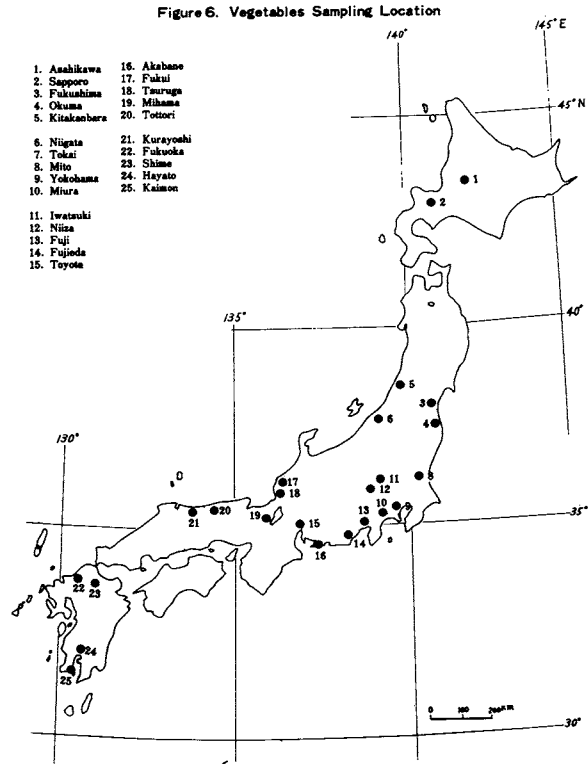 Figure 6. Vegetables Sampling Location
1. Asahikawa
2. Sapporo
3. Fukushima
4. Okuma
5. Kitakanbara
6. Niigata
7. Tokai
8. Mito
9. Yokohama
10. Miura
11. Iwatsuki
12. Niiza
13. Fuji
14. Fujieda
15. Toyota
16. Akabane
17. Fukui
18. Tsuruga
19. Mihama
20. Tottori
21. Kurayoshi
22. Fukuoka
23. Shime
24. Hayato
25. Kaimon
140°
145°E
45°N
1
2
40°
135°
5
3
4
6
130°
17
18
11
12
8
21
20
19
10
9
13
35°
15
14
16
22
23
24
25
0 100 200KM
30°